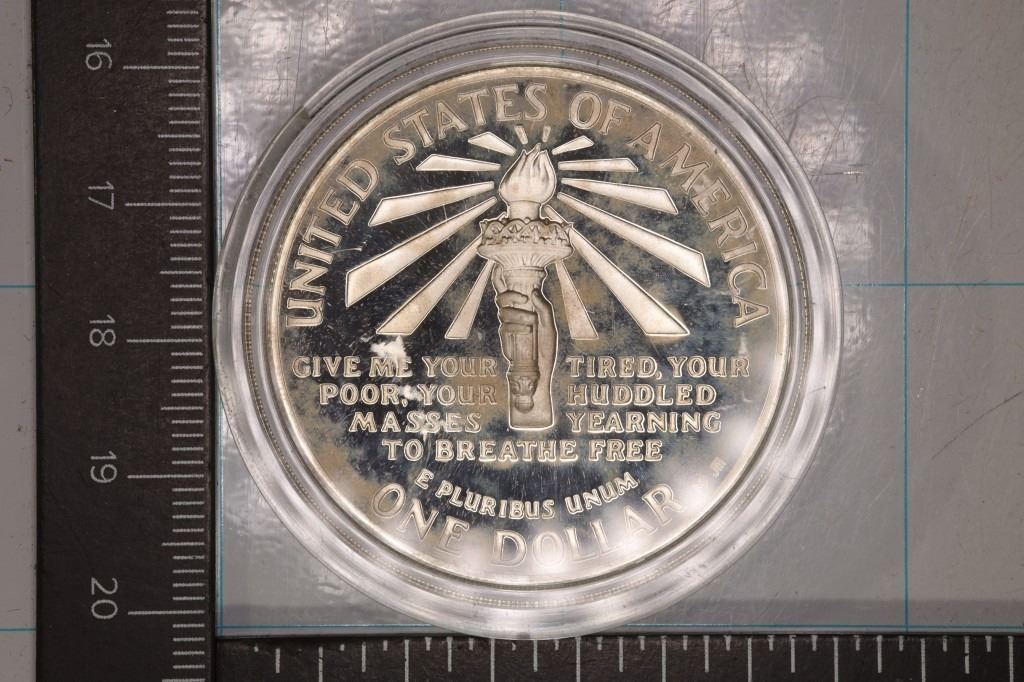 UNITED STATES OF AMERICA
GIVE ME YOUR TIRED, YOUR
POOR, YOUR HUDDLED
MASSES YEARNING
TO BREATHE FREE
E PLURIBUS UNUM
ONE DOLLAR
16
17
18
19
20